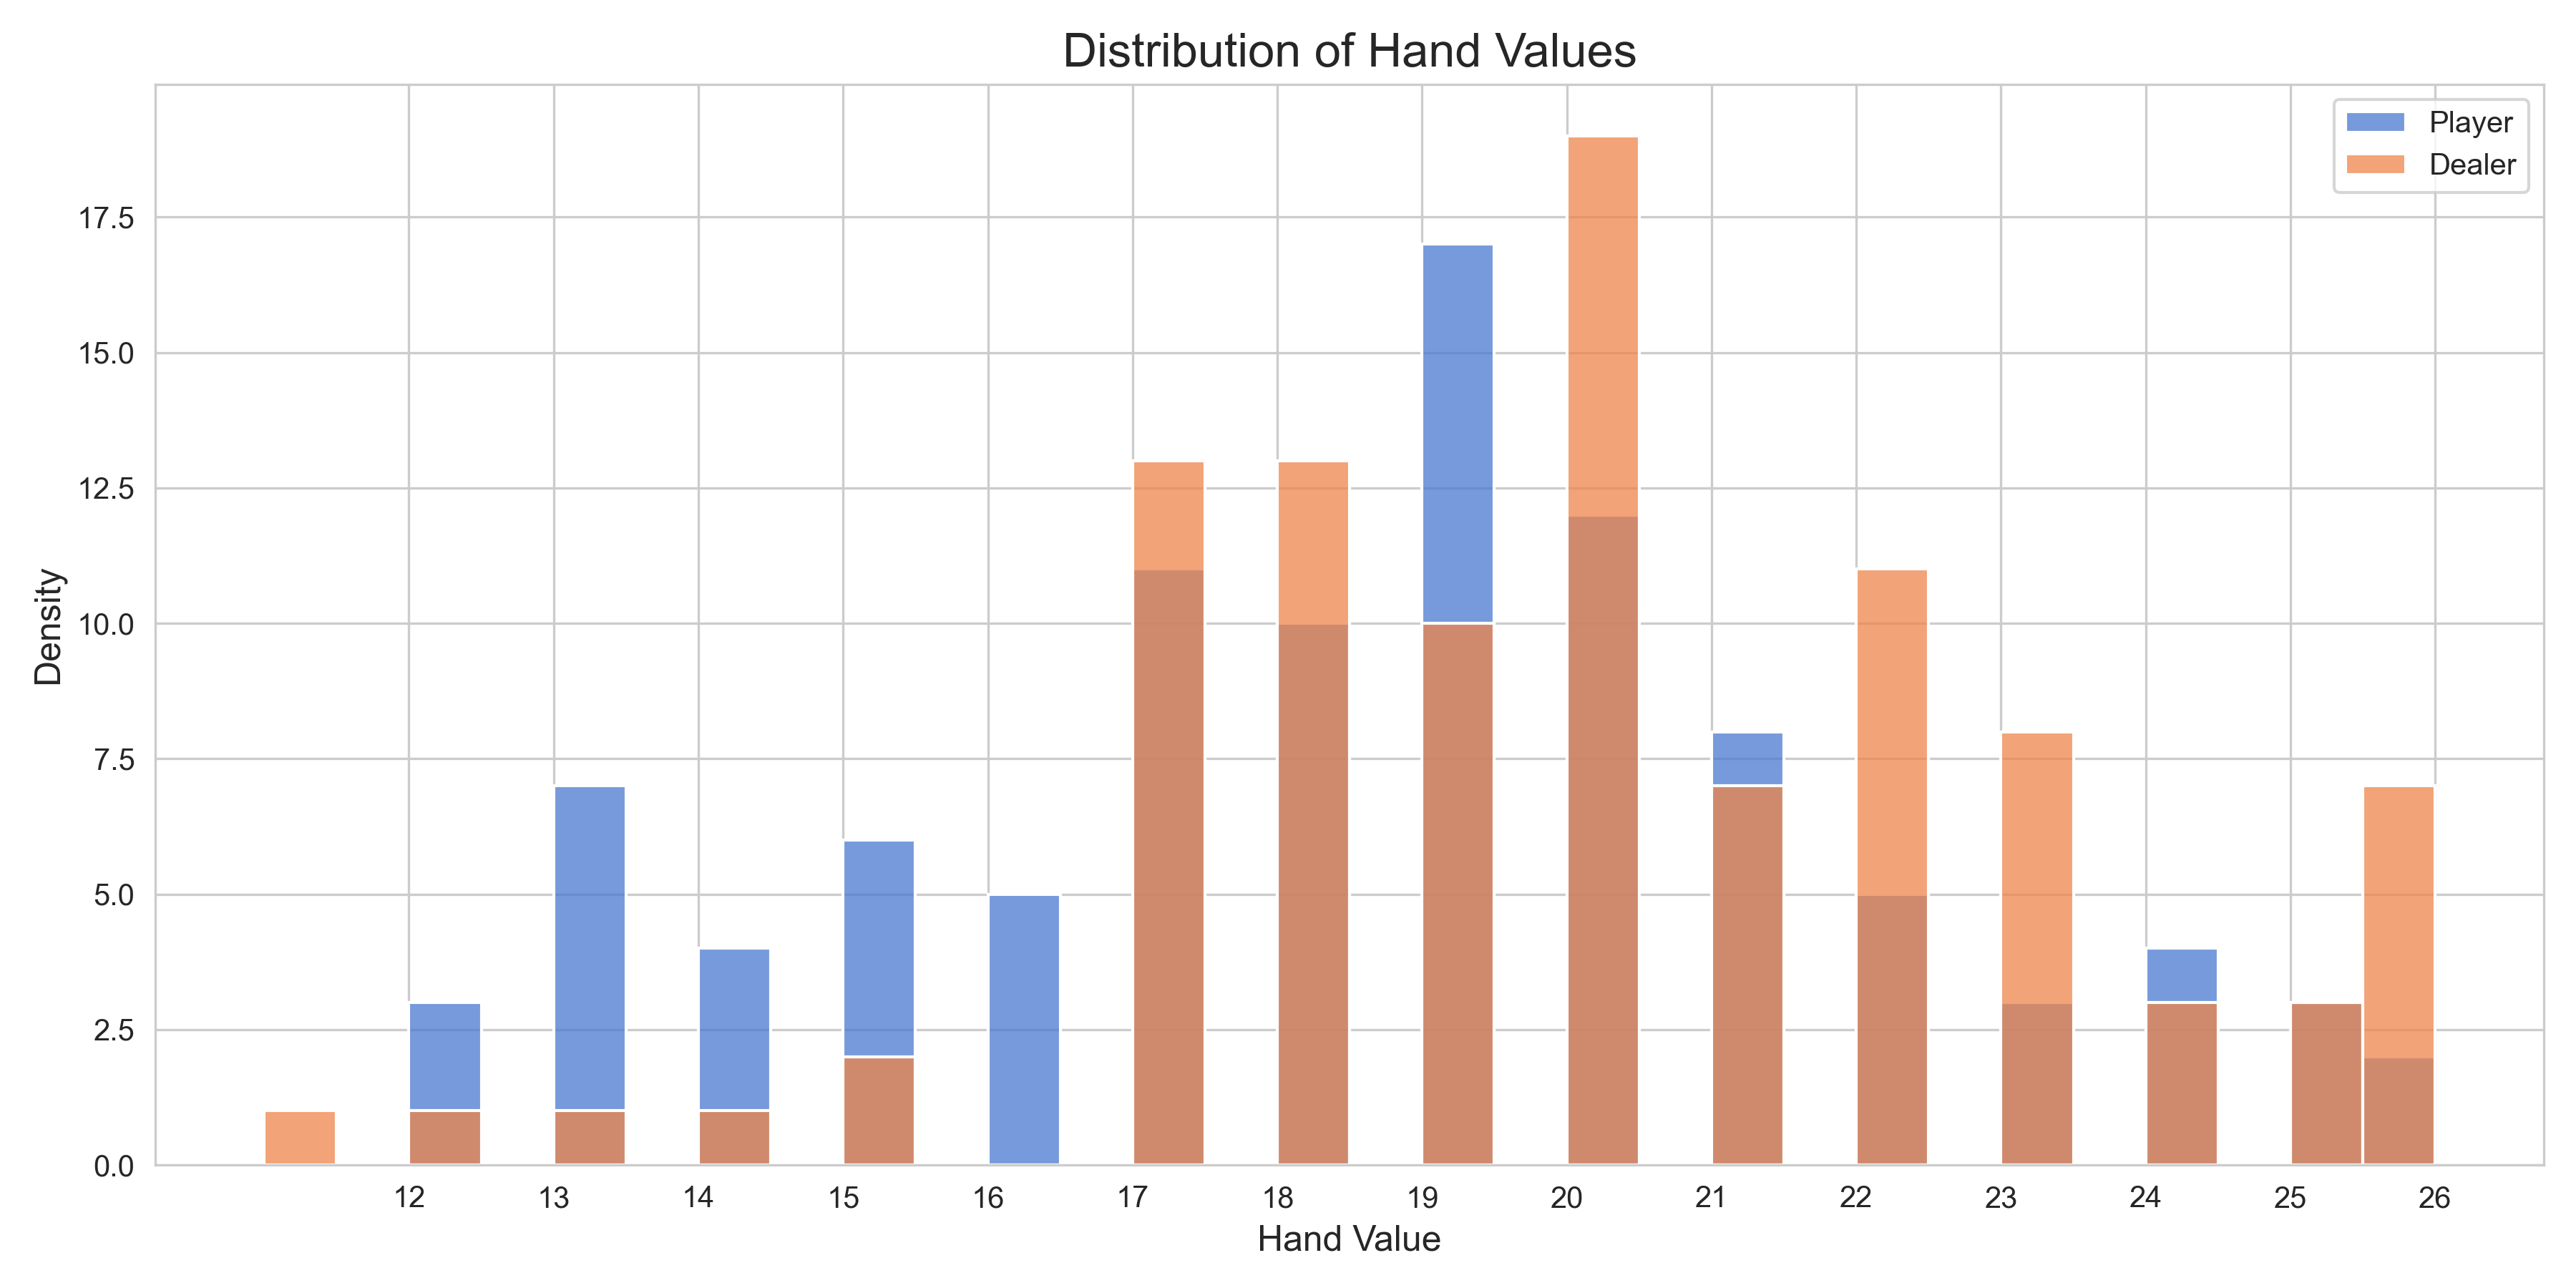 Distribution of Hand Values
Player
Dealer
17.5
15.0
12.5
10.0
7.5
5.0
2.5
0.0
Density
12 13 14 15 16 17 18 19 20 21 22 23 24 25 26
Hand Value